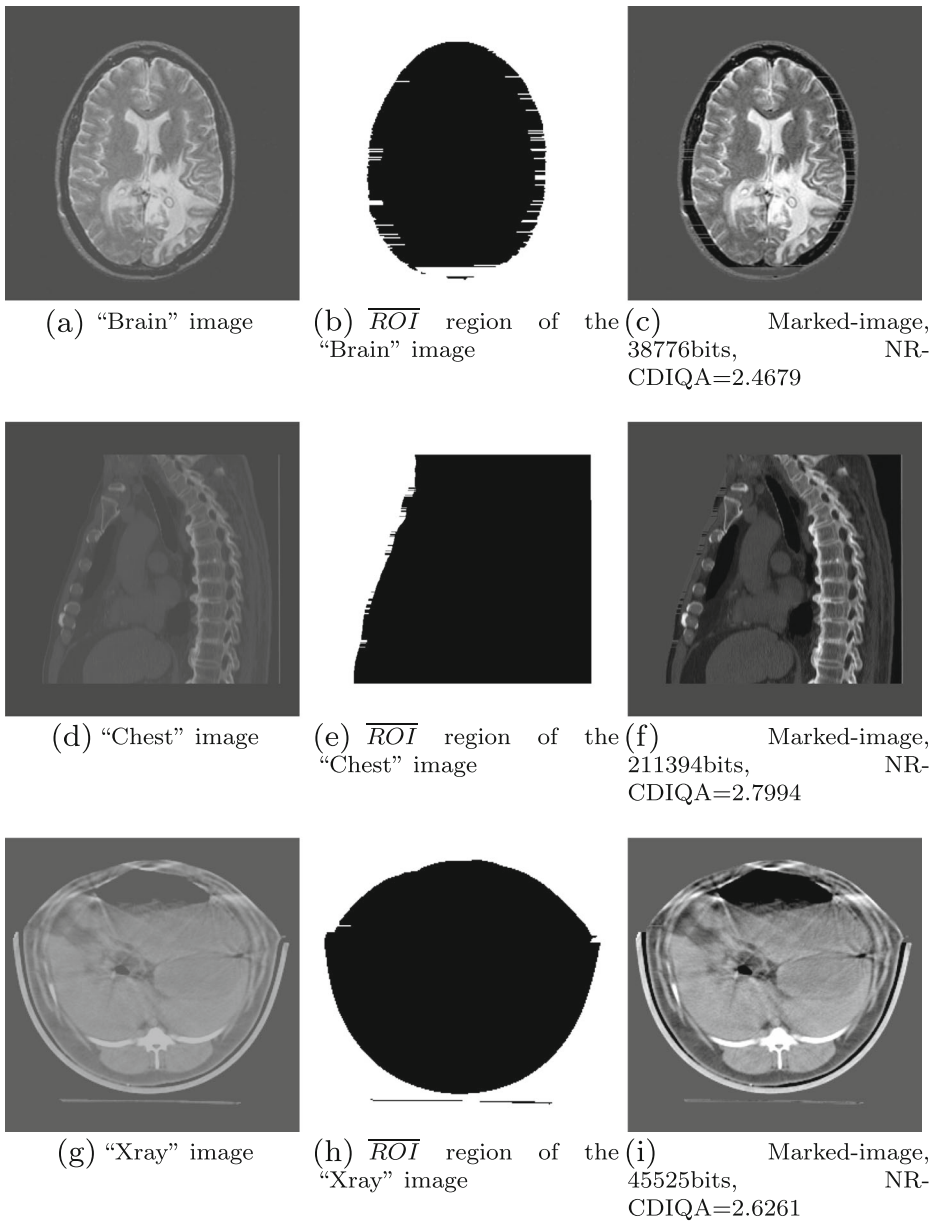 (a) “Brain” image
(b) \overline{ROI} region of the
“Brain” image
(c) Marked-image,
38776bits, NR-
CDIQA=2.4679
(d) “Chest” image
(e) \overline{ROI} region of the
“Chest” image
(f) Marked-image,
211394bits, NR-
CDIQA=2.7994
(g) “Xray” image
(h) \overline{ROI} region of the
“Xray” image
(i) Marked-image,
45525bits, NR-
CDIQA=2.6261